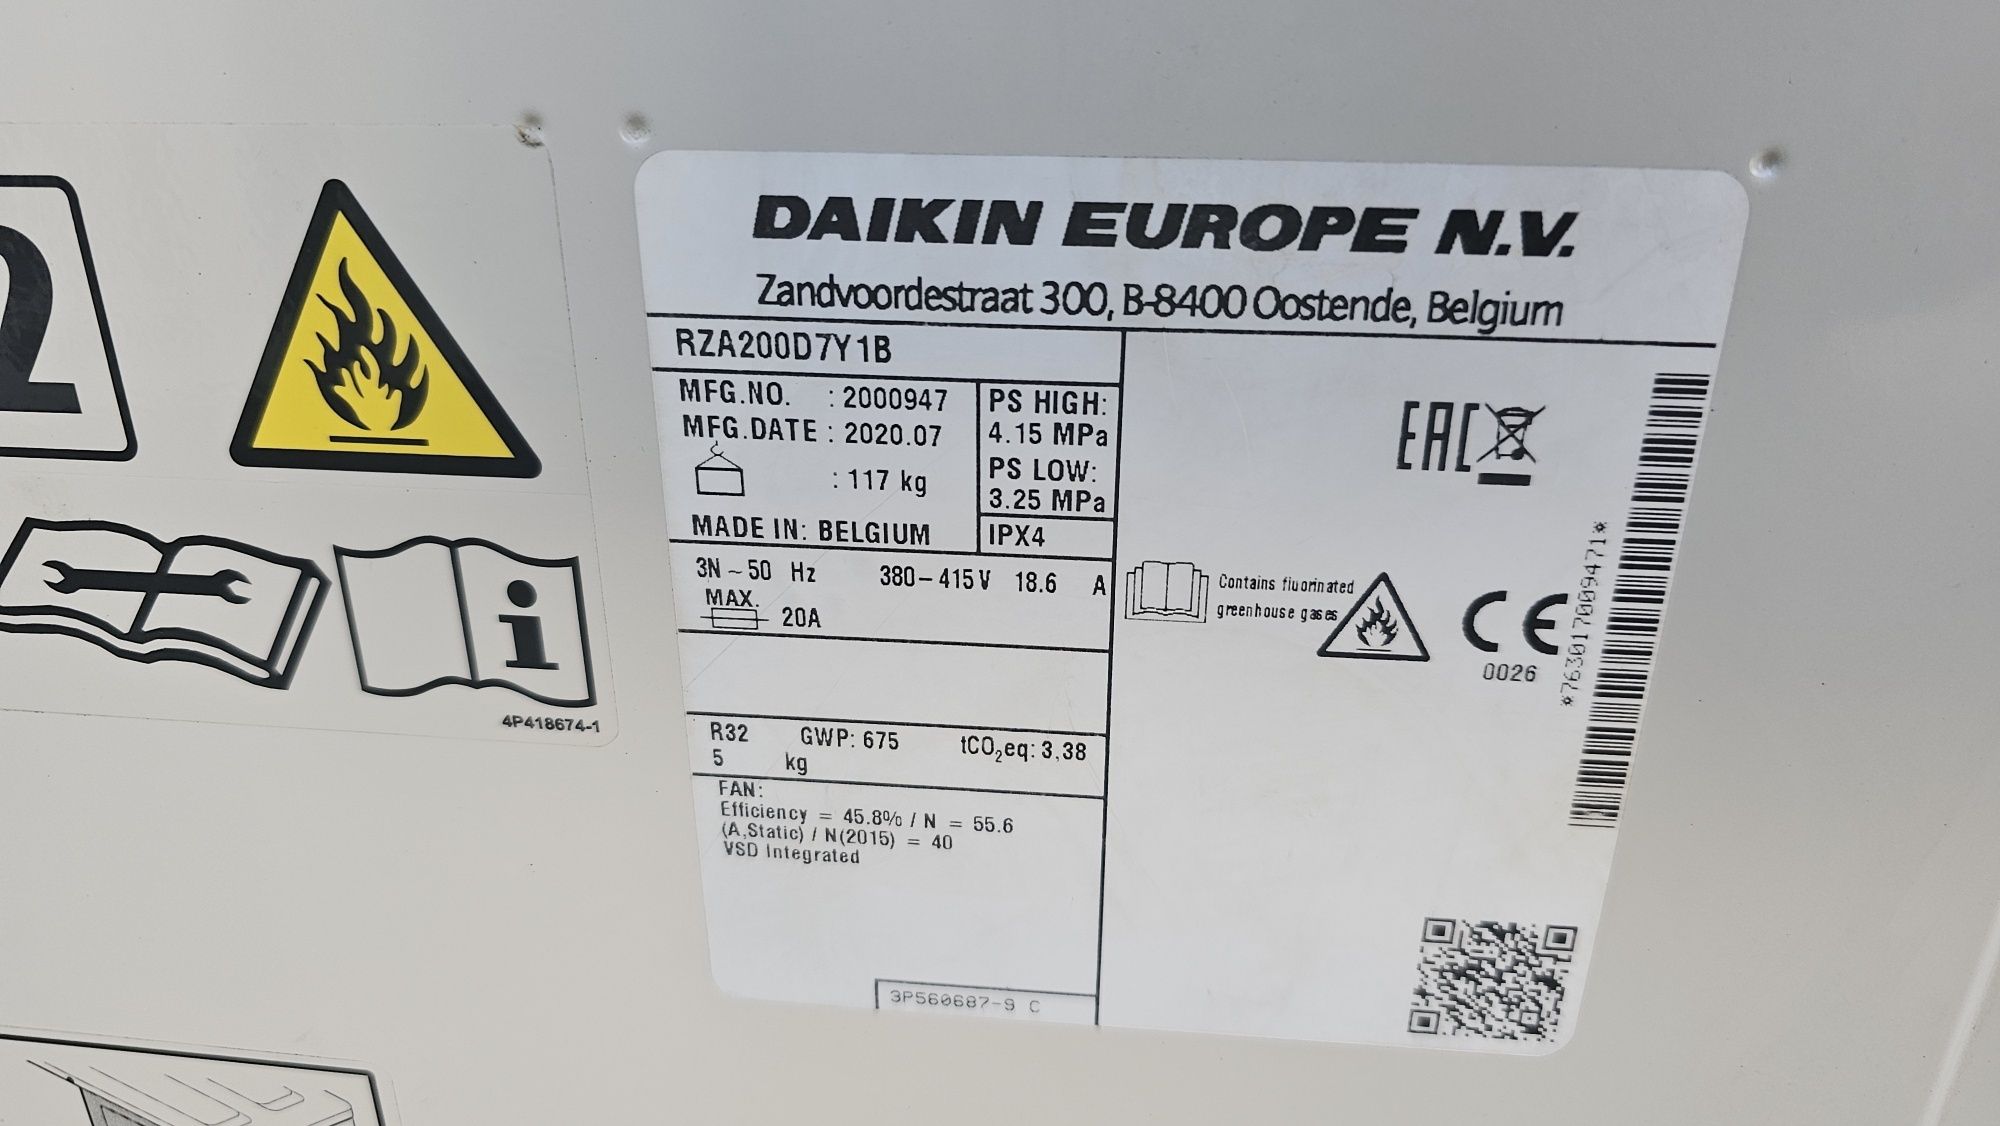 DAIKIN EUROPE N.V.
Zandvoordestraat 300, B-8400 Oostende, Belgium
RZA200D7Y1B
MFG.NO. : 2000947
MFG.DATE : 2020.07
: 117 kg
MADE IN: BELGIUM
PS HIGH:
4.15 MPa
PS LOW:
3.25 MPa
IPX4
3N ~ 50 Hz 380-415 V 18.6 A
MAX.
20A
R32 GWP: 675 tCO₂eq: 3,38
5 kg
FAN:
Efficiency = 45.8% / N = 55.6
(A,Static) / N(2015) = 40
VSD Integrated
3P560687-9 C
EAC
Contains fluorinated
greenhouse gases
CE
0026
*7630170009471*
2
i
4P418674-1